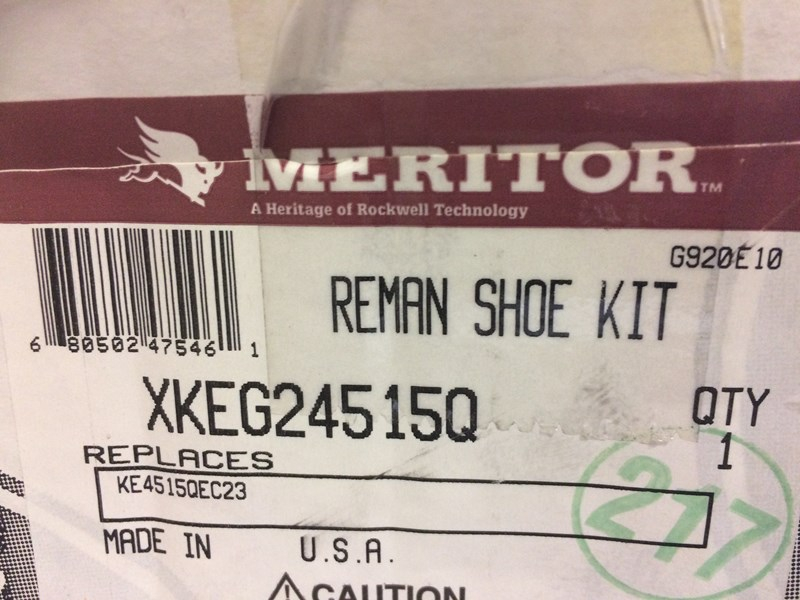 MERITOR™
A Heritage of Rockwell Technology
G920E10
REMAN SHOE KIT
6 80502 47546 1
XKEG24515Q
QTY
1
REPLACES
KE4515QEC23
217
MADE IN U.S.A.
⚠ CAUTION